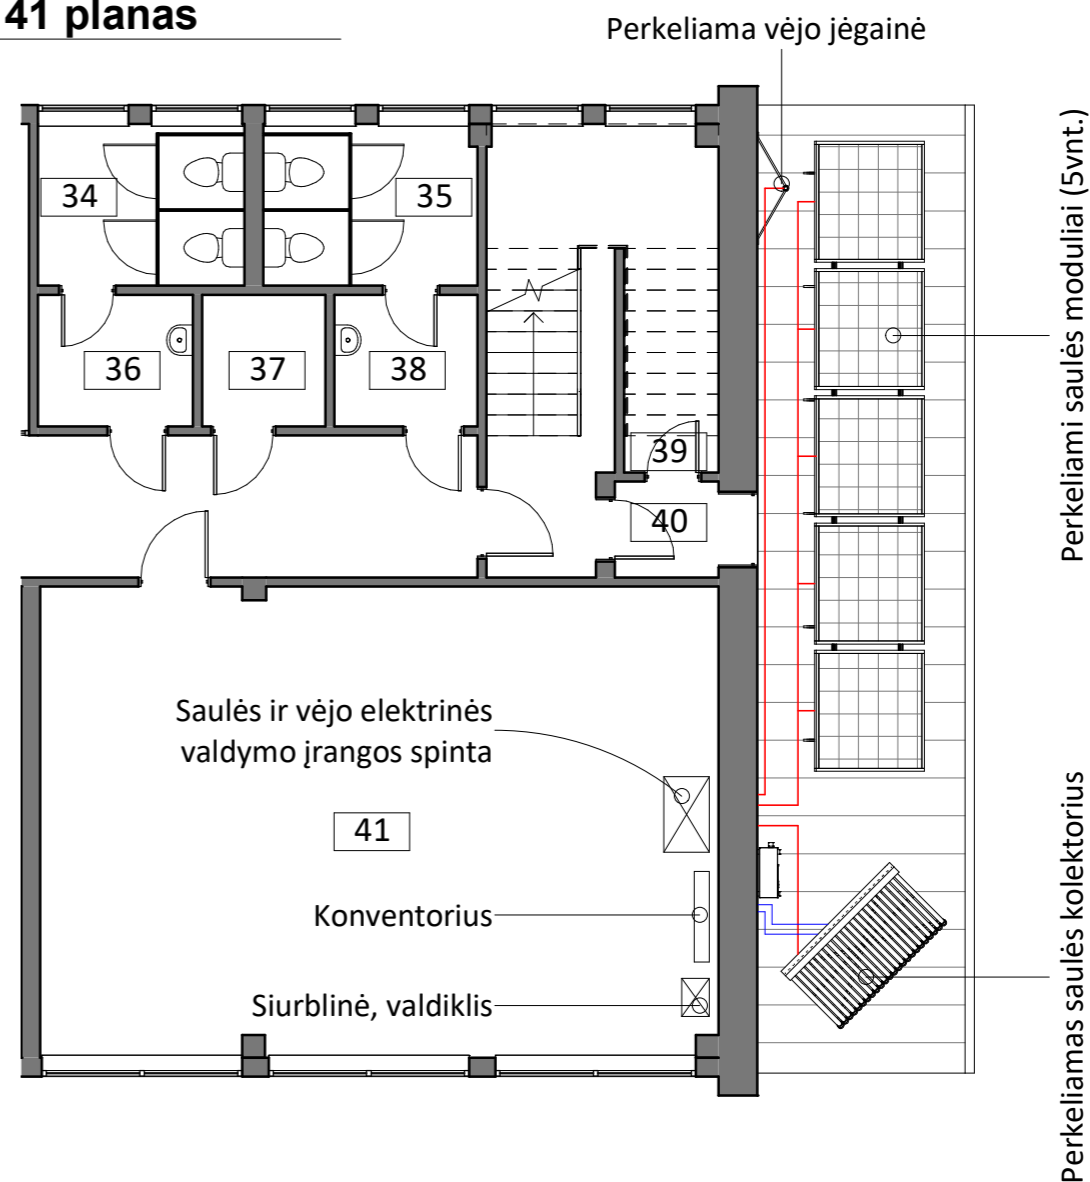 41 planas
Perkeliama vėjo jėgainė
Perkeliami saulės moduliai (5vnt.)
34
35
36
37
38
39
40
Saulės ir vėjo elektrinės
valdymo įrangos spinta
41
Konventorius
Siurblinė, valdiklis
Perkeliamas saulės kolektorius